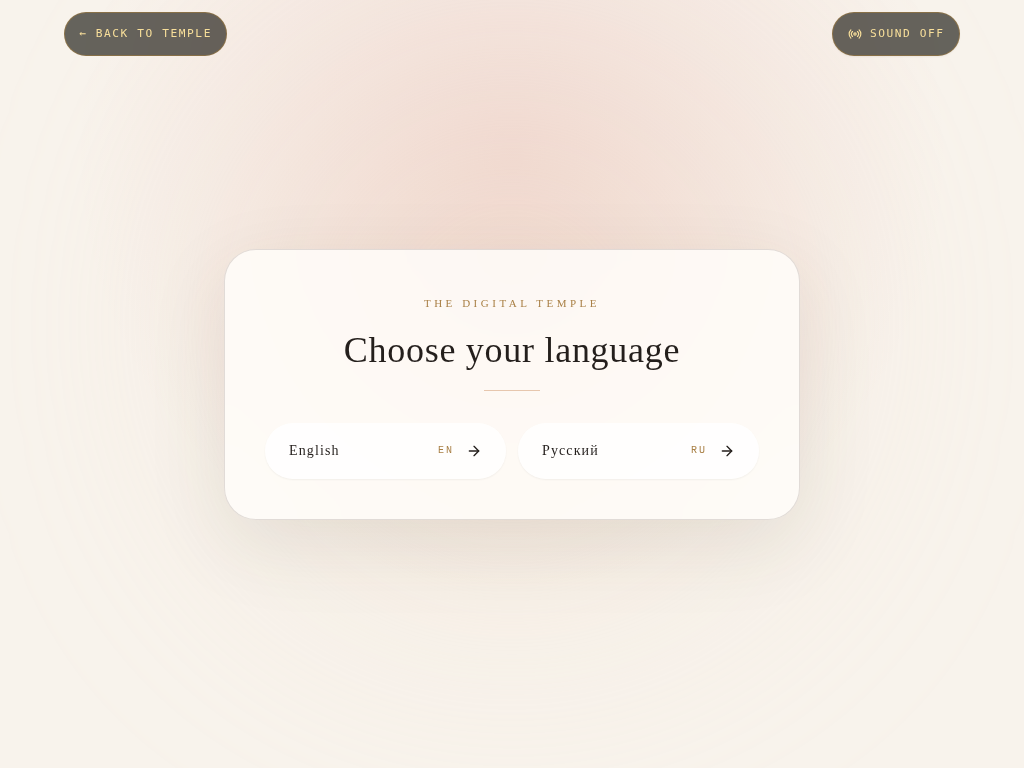 ← BACK TO TEMPLE
SOUND OFF
THE DIGITAL TEMPLE
Choose your language
English EN →
Русский RU →